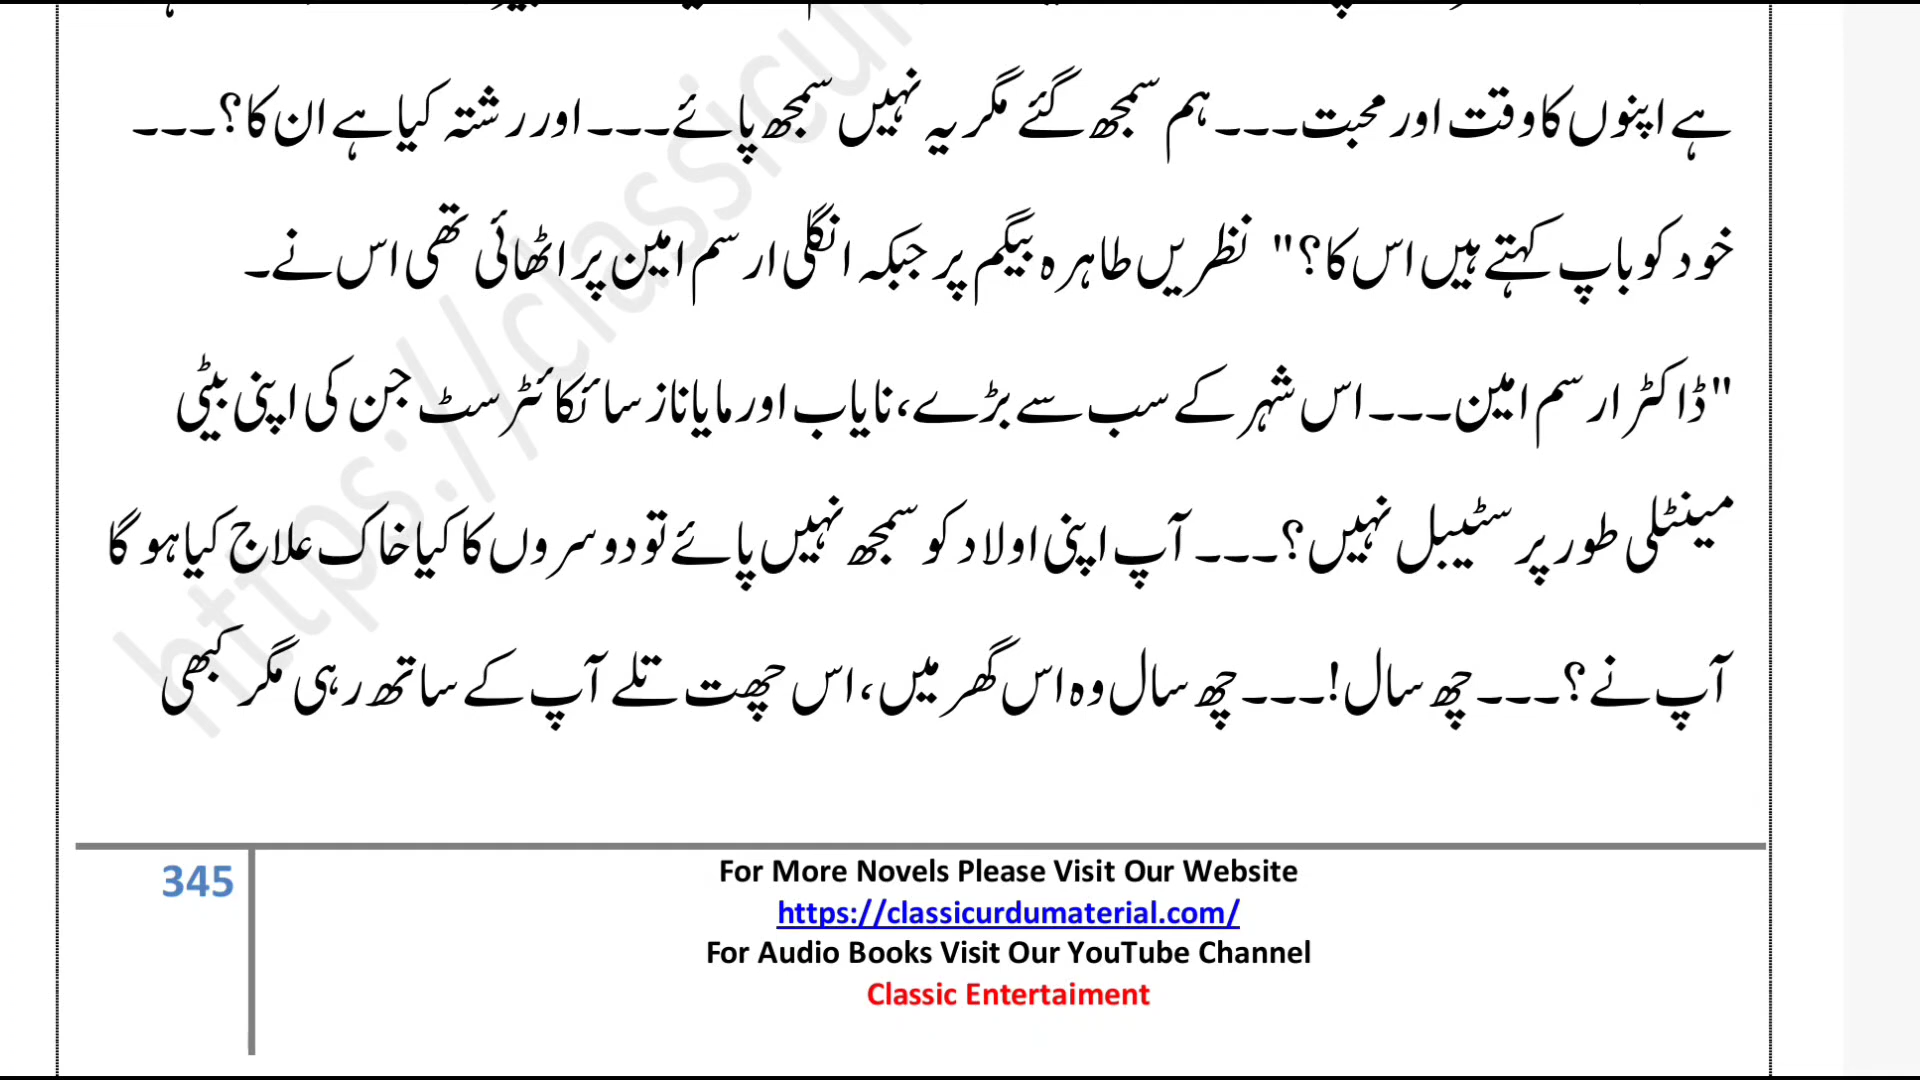 ہے اپنوں کا وقت اور محبت۔۔۔ ہم سمجھ گئے مگر یہ نہیں سمجھ پائے۔۔۔ اور رشتہ کیا ہے ان کا؟۔۔۔
خود کو باپ کہتے ہیں اس کا؟" نظریں طاہرہ بیگم پر جبکہ انگلی ارسم امین پر اٹھائی تھی اس نے۔
"ڈاکٹر ارسم امین۔۔۔ اس شہر کے سب سے بڑے، نایاب اور مایاناز سائکائٹرسٹ جن کی اپنی بیٹی
مینٹلی طور پر سٹیبل نہیں؟۔۔۔ آپ اپنی اولاد کو سمجھ نہیں پائے تو دوسروں کا کیا خاک علاج کیا ہو گا
آپ نے؟۔۔۔ چھ سال!۔۔۔ چھ سال وہ اس گھر میں، اس چھت تلے آپ کے ساتھ رہی مگر کبھی
345
For More Novels Please Visit Our Website
https://classicurdumaterial.com/
For Audio Books Visit Our YouTube Channel
Classic Entertaiment
https://classicur